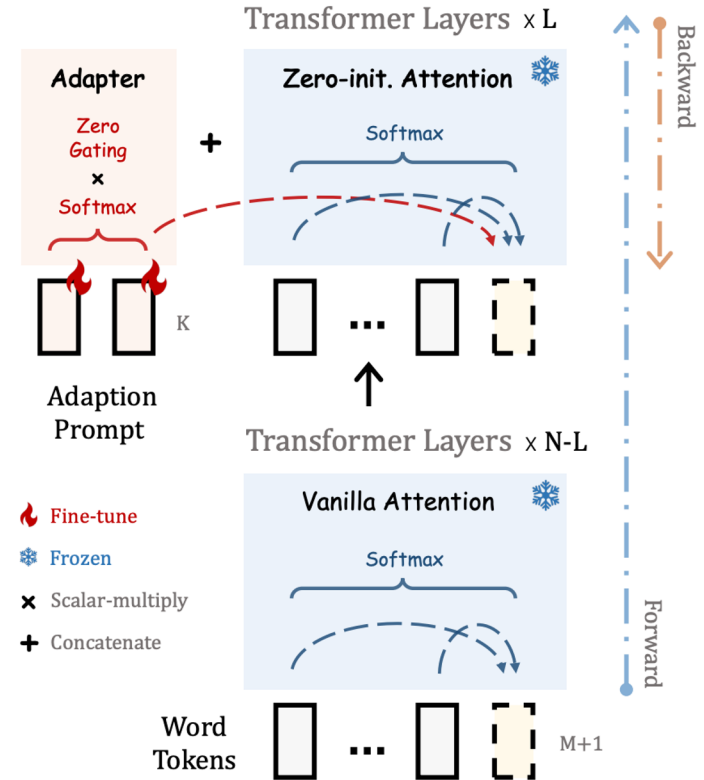 Transformer Layers x L
Adapter
Zero
Gating
×
Softmax
+
Zero-init. Attention
Softmax
Backward
K
...
Adaption
Prompt
Transformer Layers x N-L
Vanilla Attention
Softmax
Fine-tune
Frozen
× Scalar-multiply
+ Concatenate
Forward
Word
Tokens
...
M+1